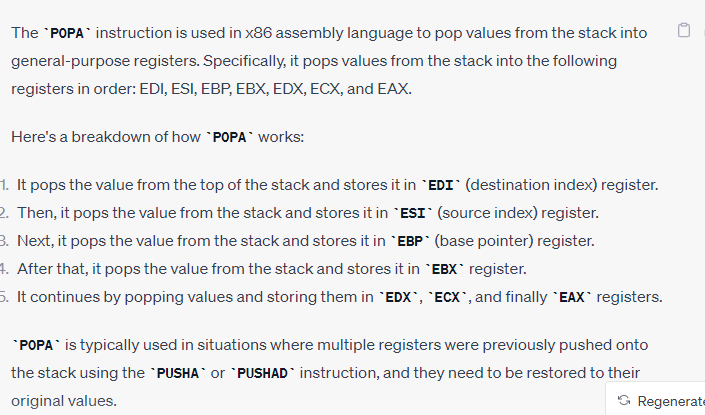 The `POPA` instruction is used in x86 assembly language to pop values from the stack into
general-purpose registers. Specifically, it pops values from the stack into the following
registers in order: EDI, ESI, EBP, EBX, EDX, ECX, and EAX.
Here's a breakdown of how `POPA` works:
1. It pops the value from the top of the stack and stores it in `EDI` (destination index) register.
2. Then, it pops the value from the stack and stores it in `ESI` (source index) register.
3. Next, it pops the value from the stack and stores it in `EBP` (base pointer) register.
4. After that, it pops the value from the stack and stores it in `EBX` register.
5. It continues by popping values and storing them in `EDX`, `ECX`, and finally `EAX` registers.
`POPA` is typically used in situations where multiple registers were previously pushed onto
the stack using the `PUSHA` or `PUSHAD` instruction, and they need to be restored to their
original values.
Regenerate